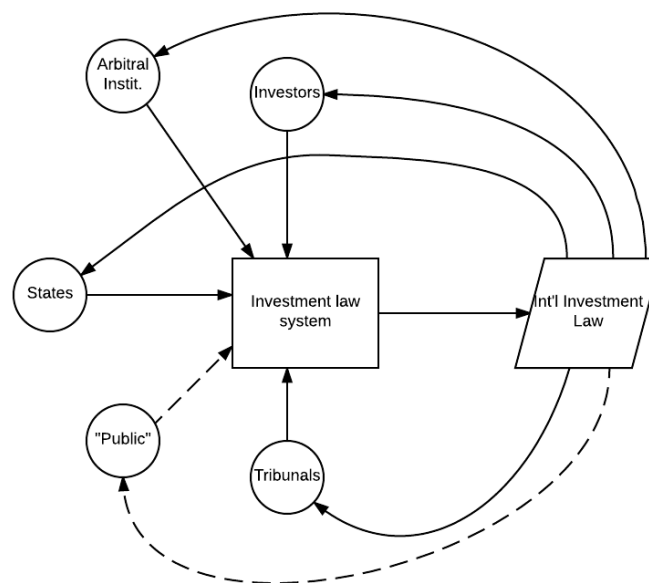 Arbitral
Instit.
Investors
States
Investment law
system
Int'l Investment
Law
"Public"
Tribunals